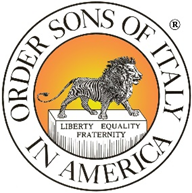 ORDER SONS OF ITALY
®
LIBERTY EQUALITY
FRATERNITY
IN AMERICA